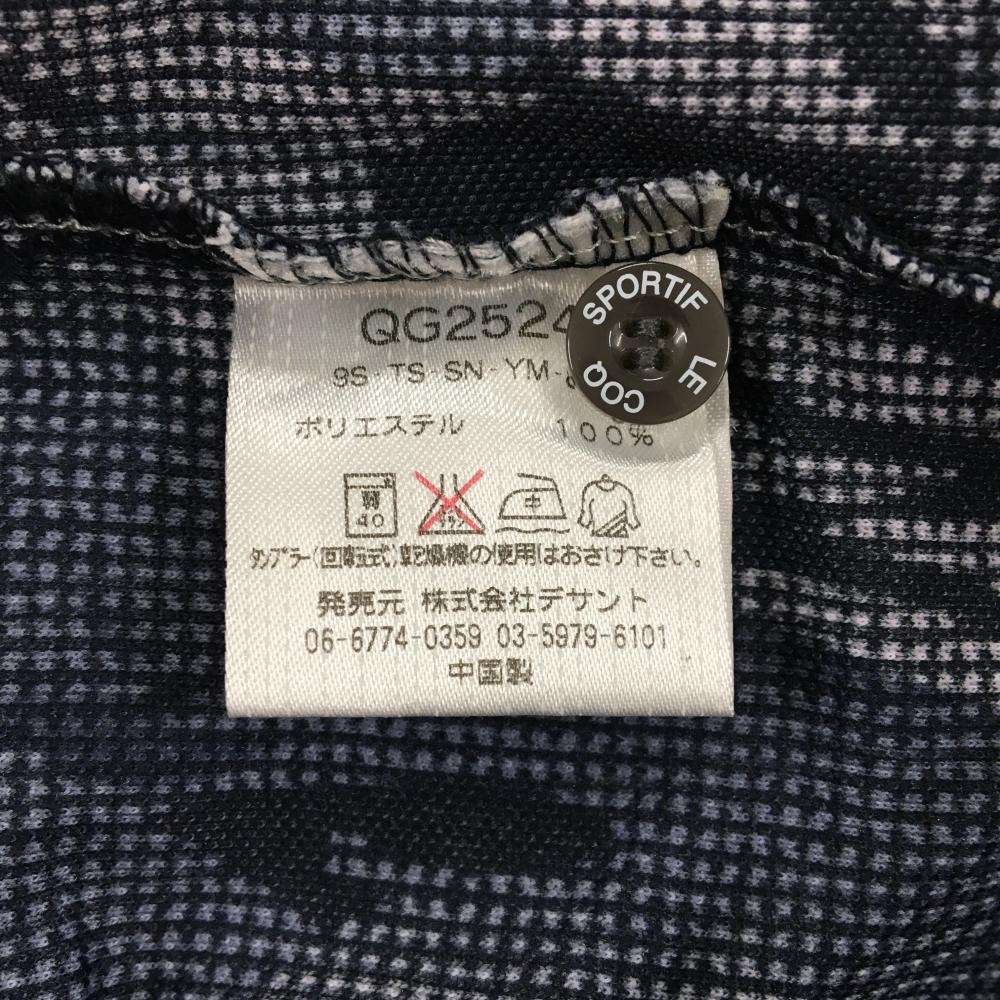 QG2524
9S-TS-SN-YM-
SPORTIF
LE
COQ
ポリエステル 100%
40
中
タンブラー(回転式)乾燥機の使用はおさけ下さい。
発売元 株式会社デサント
06-6774-0359 03-5979-6101
中国製